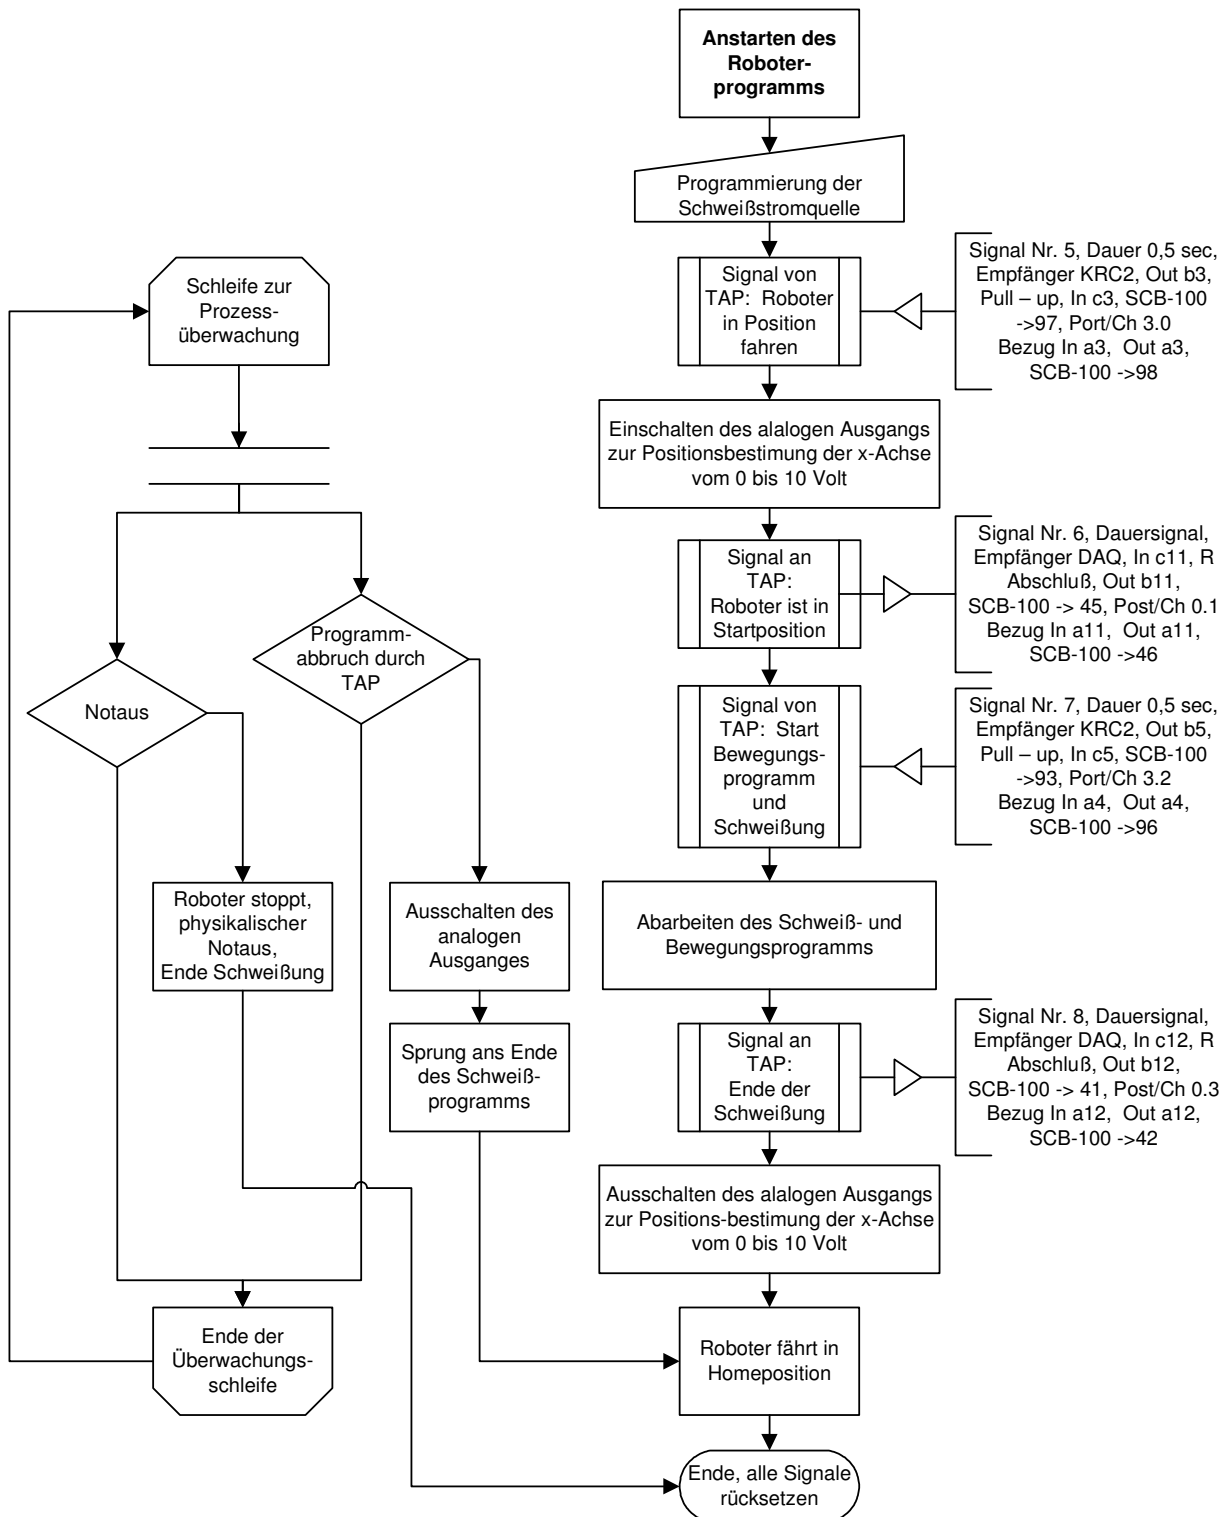 Anstarten des
Roboter-
programms
Programmierung der
Schweißstromquelle
Signal von
TAP:  Roboter
in Position
fahren
Signal Nr. 5, Dauer 0,5 sec,
Empfänger KRC2, Out b3,
Pull – up, In c3, SCB-100
->97, Port/Ch 3.0
Bezug In a3,  Out a3,
SCB-100 ->98
Einschalten des alalogen Ausgangs
zur Positionsbestimung der x-Achse
vom 0 bis 10 Volt
Signal an
TAP:
Roboter ist in
Startposition
Signal Nr. 6, Dauersignal,
Empfänger DAQ, In c11, R
Abschluß, Out b11,
SCB-100 -> 45, Post/Ch 0.1
Bezug In a11,  Out a11,
SCB-100 ->46
Signal von
TAP:  Start
Bewegungs-
programm
und
Schweißung
Signal Nr. 7, Dauer 0,5 sec,
Empfänger KRC2, Out b5,
Pull – up, In c5, SCB-100
->93, Port/Ch 3.2
Bezug In a4,  Out a4,
SCB-100 ->96
Abarbeiten des Schweiß- und
Bewegungsprogramms
Signal an
TAP:
Ende der
Schweißung
Signal Nr. 8, Dauersignal,
Empfänger DAQ, In c12, R
Abschluß, Out b12,
SCB-100 -> 41, Post/Ch 0.3
Bezug In a12,  Out a12,
SCB-100 ->42
Ausschalten des alalogen Ausgangs
zur Positions-bestimung der x-Achse
vom 0 bis 10 Volt
Roboter fährt in
Homeposition
Ende, alle Signale
rücksetzen
Schleife zur
Prozess-
überwachung
Notaus
Programm-
abbruch durch
TAP
Roboter stoppt,
physikalischer
Notaus,
Ende Schweißung
Ausschalten des
analogen
Ausganges
Sprung ans Ende
des Schweiß-
programms
Ende der
Überwachungs-
schleife